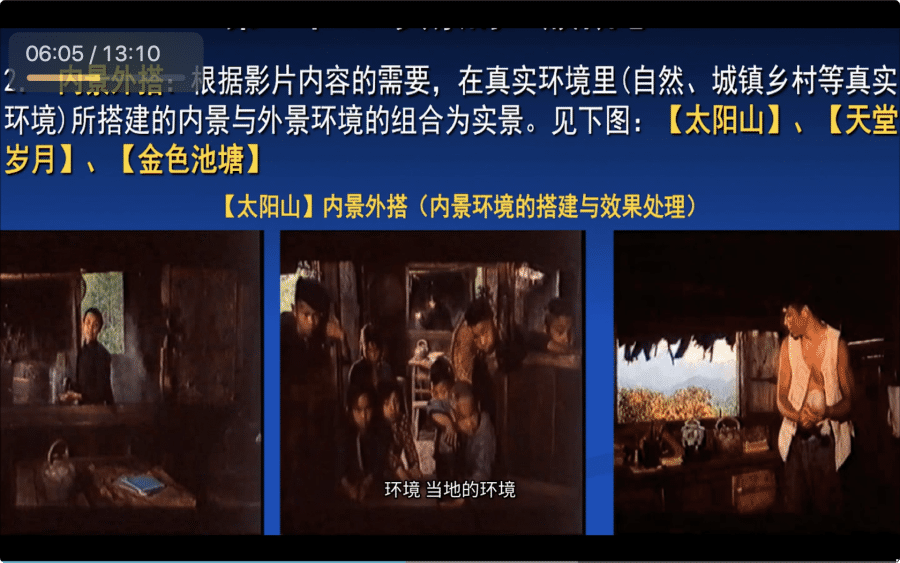 06:05 / 13:10
2. 内景外搭：根据影片内容的需要，在真实环境里(自然、城镇乡村等真实
环境)所搭建的内景与外景环境的组合为实景。见下图：【太阳山】、【天堂
岁月】、【金色池塘】
【太阳山】内景外搭（内景环境的搭建与效果处理）
环境 当地的环境